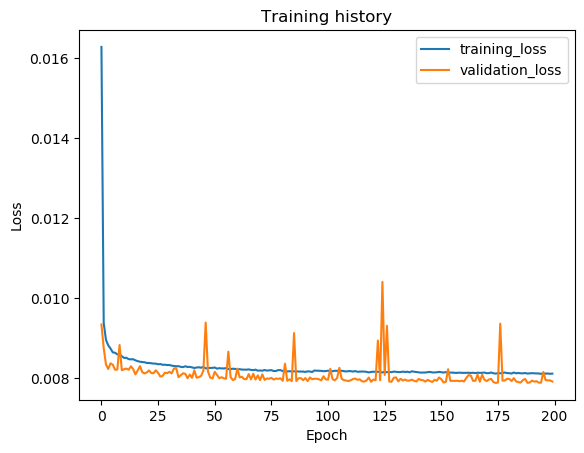 Training history
training_loss
validation_loss
0.016
0.014
0.012
0.010
0.008
Loss
0 25 50 75 100 125 150 175 200
Epoch